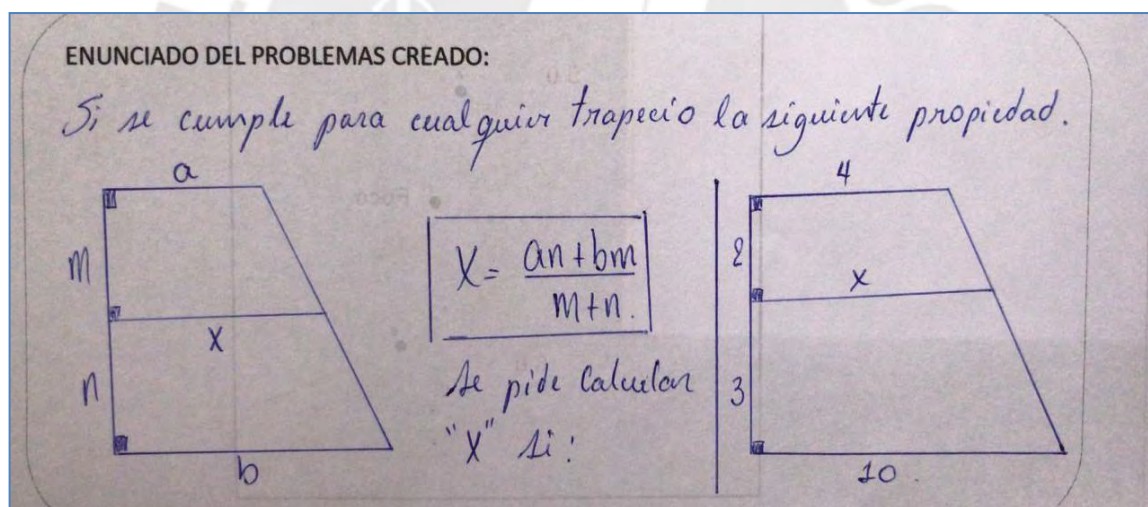 ENUNCIADO DEL PROBLEMAS CREADO:
Si se cumple para cualquier trapecio la siguiente propiedad.
a
m
x
n
b
X = an + bm
m+n.
se pide Calcular
"X" si:
4
2
x
3
10.